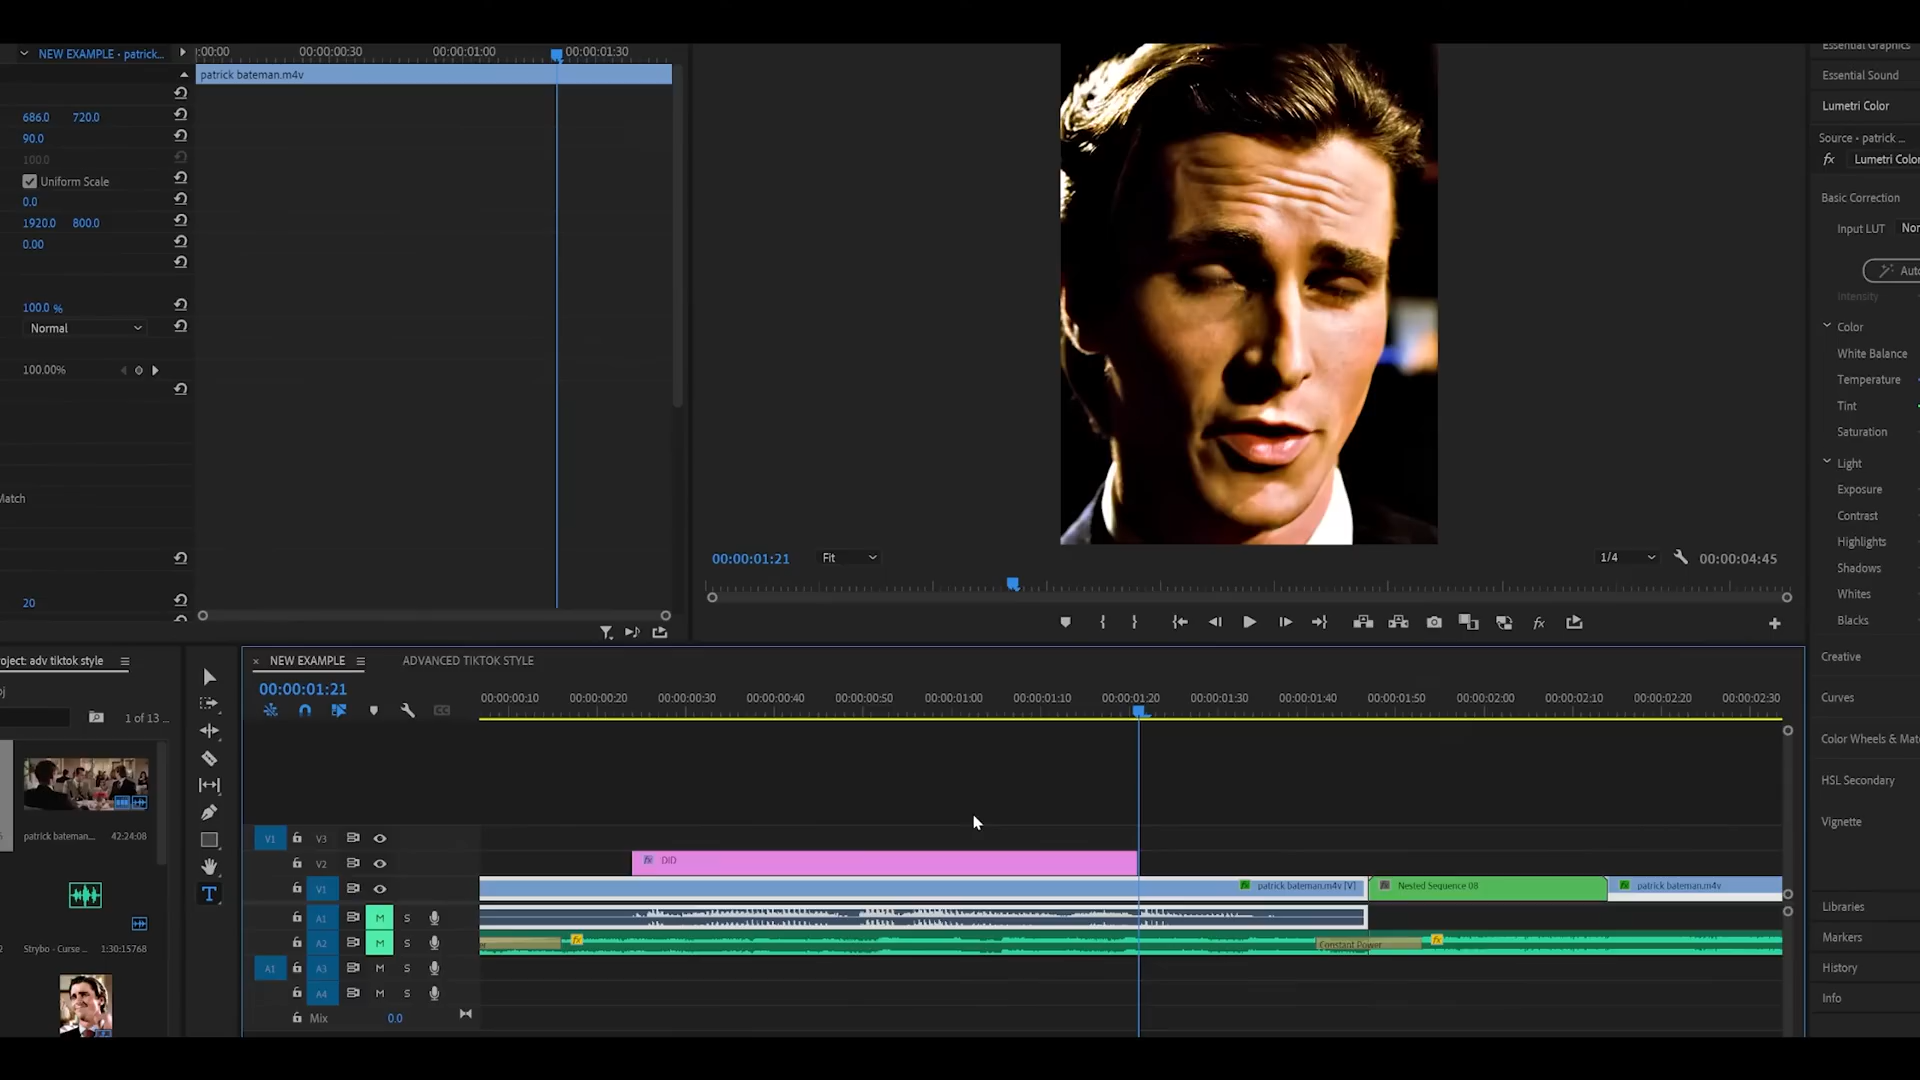 NEW EXAMPLE • patrick...
:00:00
00:00:00:30
00:00:01:00
00:00:01:30
patrick bateman.m4v
686.0 720.0
90.0
100.0
Uniform Scale
0.0
1920.0 800.0
0.00
100.0 %
Normal
100.00%
Match
20
00:00:01:21
Fit
1/4
00:00:04:45
Essential Graphics
Essential Sound
Lumetri Color
Source • patrick ...
fx Lumetri Color
Basic Correction
Input LUT Nor
Auto
Intensity
Color
White Balance
Temperature
Tint
Saturation
Light
Exposure
Contrast
Highlights
Shadows
Whites
Blacks
Creative
Curves
Color Wheels & Mat
HSL Secondary
Vignette
Libraries
Markers
History
Info
oject: adv tiktok style
1 of 13 ...
patrick bateman... 42:24:08
Strybo - Curse ... 1:30:15768
× NEW EXAMPLE
ADVANCED TIKTOK STYLE
00:00:01:21
00:00:00:10 00:00:00:20 00:00:00:30 00:00:00:40 00:00:00:50 00:00:01:00 00:00:01:10 00:00:01:20 00:00:01:30 00:00:01:40 00:00:01:50 00:00:02:00 00:00:02:10 00:00:02:20 00:00:02:30
V1 V3
V2 DID
V1 patrick bateman.m4v [V] Nested Sequence 08 patrick bateman.m4v
A1 M S
A2 M S Constant Power
A1 A3 M S
A4 M S
Mix 0.0